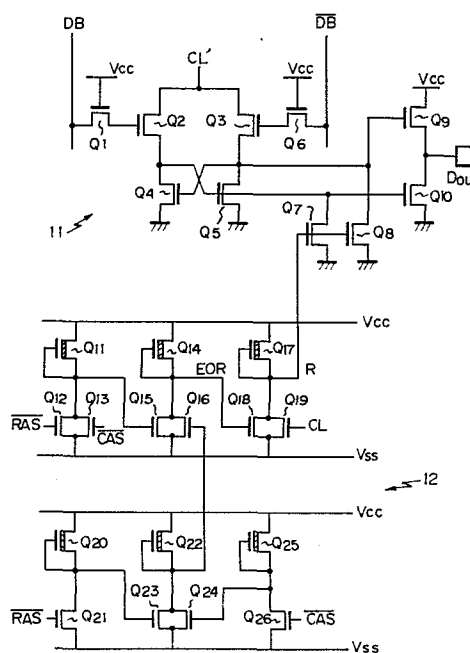 DB
DB
CL'
Vcc
Vcc
Vcc
Q1
Q2
Q3
Q6
Q9
DOU
Q4
Q5
Q7
Q8
Q10
11
Vcc
Q11
Q14
Q17
EOR
R
Q12
Q13
Q15
Q16
Q18
Q19
RAS
CAS
CL
Vss
12
Vcc
Q20
Q22
Q25
Q23
Q24
RAS
Q21
Q26
CAS
Vss